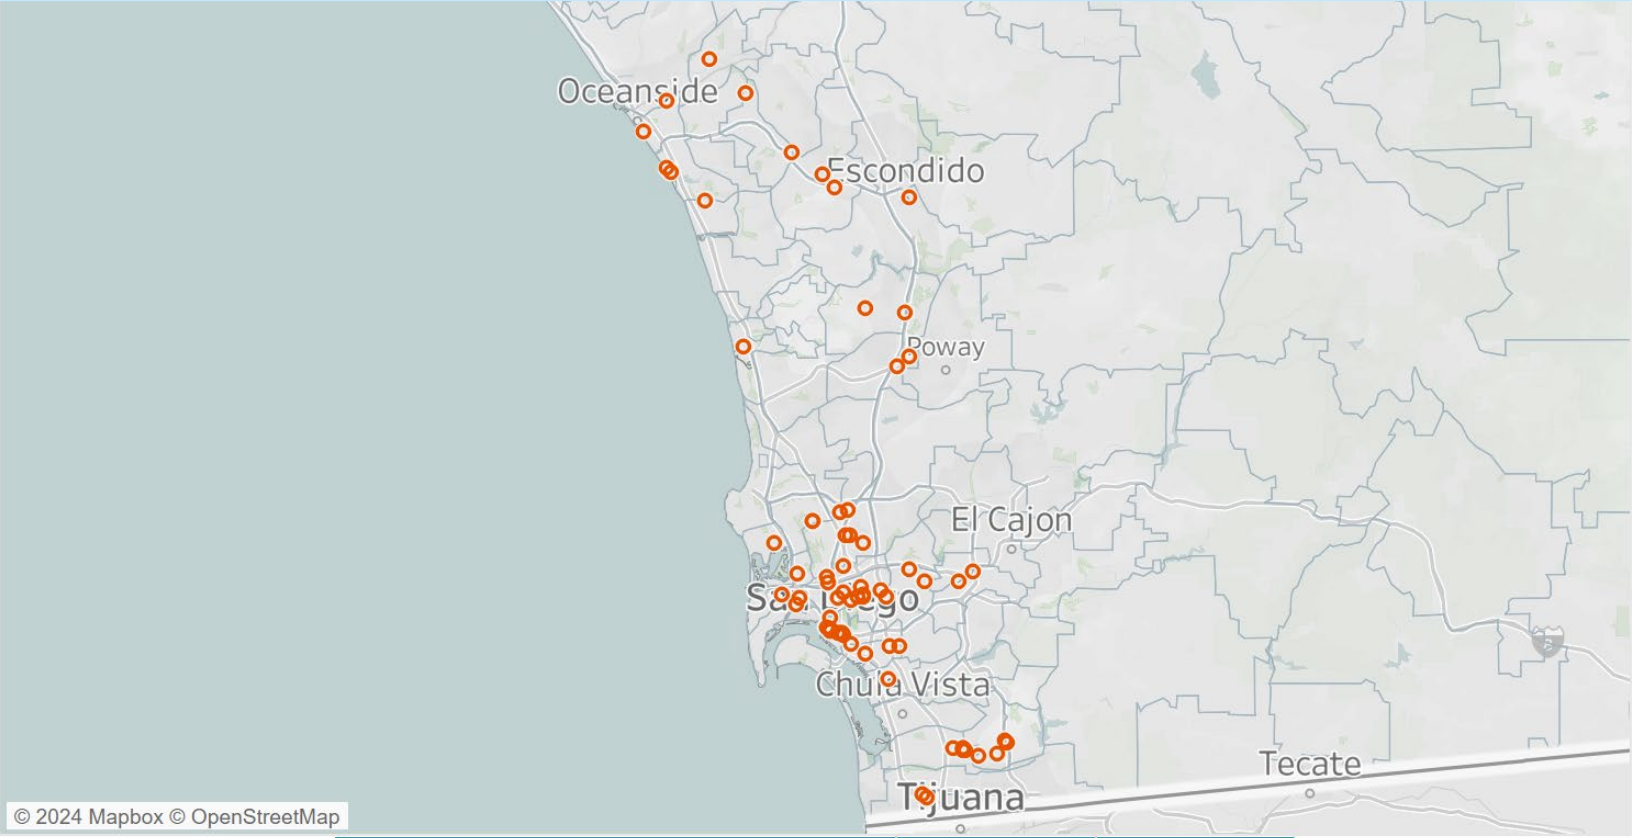 Oceanside
Escondido
Poway
El Cajon
San Diego
Chula Vista
Tecate
Tijuana
© 2024 Mapbox © OpenStreetMap